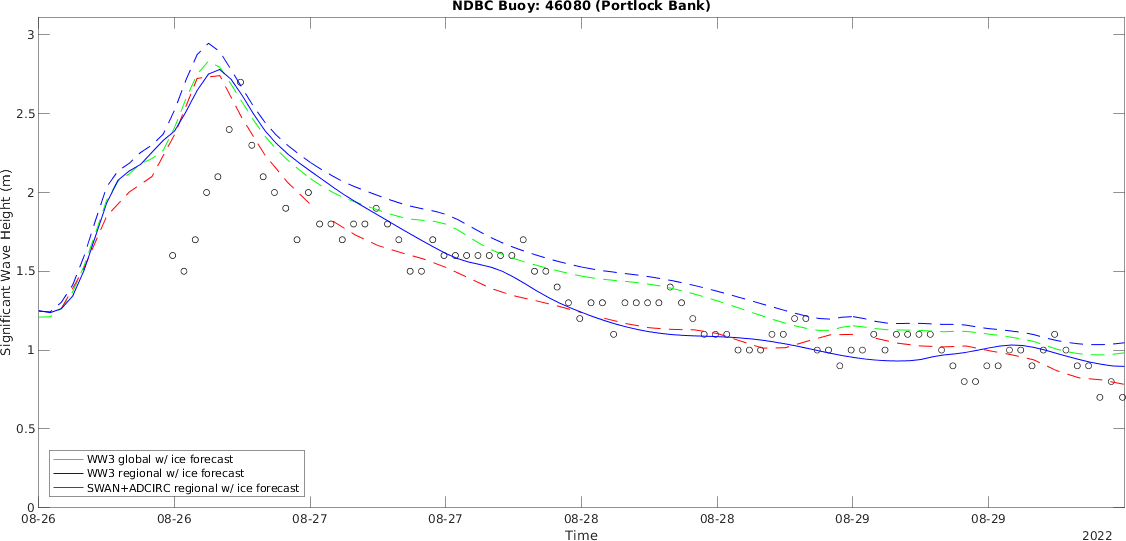 NDBC Buoy: 46080 (Portlock Bank)
3
2.5
2
1.5
1
0.5
0
Significant Wave Height (m)
WW3 global w/ ice forecast
WW3 regional w/ ice forecast
SWAN+ADCIRC regional w/ ice forecast
08-26 08-26 08-27 08-27 08-28 08-28 08-29 08-29
Time
2022